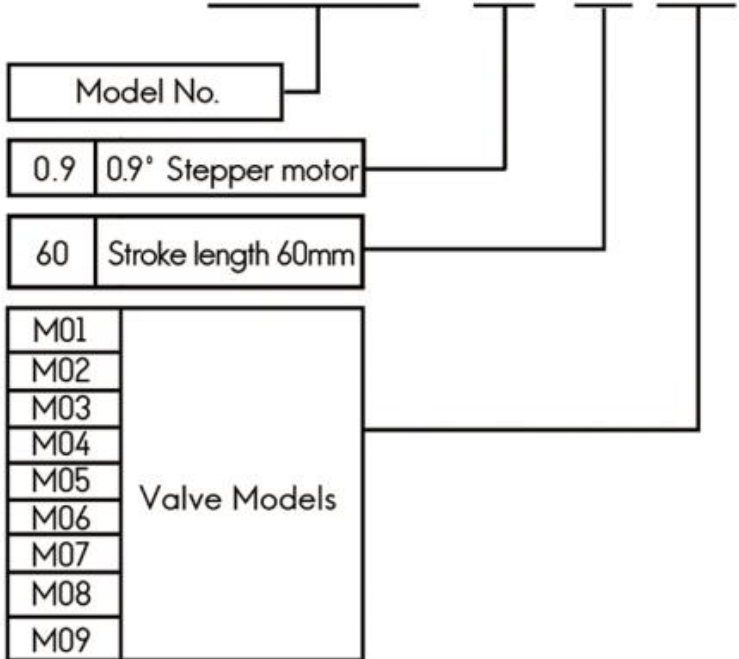 Model No.
0.9 0.9° Stepper motor
60 Stroke length 60mm
M01
M02
M03
M04
M05
Valve Models
M06
M07
M08
M09